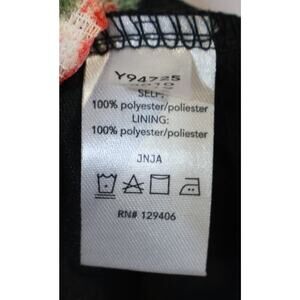 Y94725
SELF:
100% polyester/poliester
LINING:
100% polyester/poliester
JNJA
RN# 129406